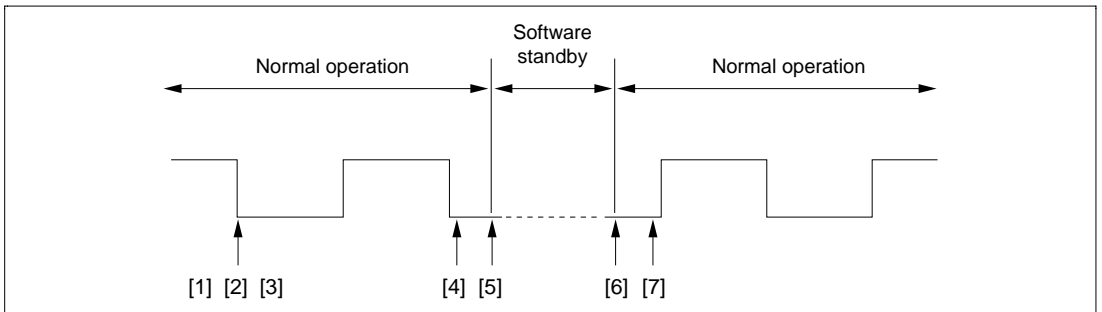 Software
standby
Normal operation
Normal operation
[1] [2] [3]
[4] [5]
[6] [7]